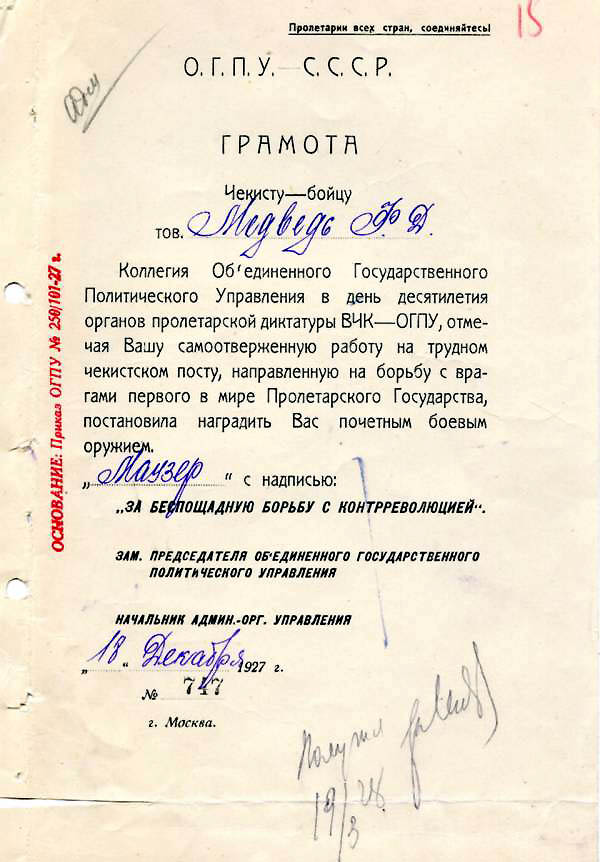 Пролетарии всех стран, соединяйтесь!
15
О.Г.П.У. — С.С.С.Р.
ГРАМОТА
Чекисту—бойцу
тов. Медведь Ф. Д.
Коллегия Об'единенного Государственного
Политического Управления в день десятилетия
органов пролетарской диктатуры ВЧК—ОГПУ, отме-
чая Вашу самоотверженную работу на трудном
чекистском посту, направленную на борьбу с вра-
гами первого в мире Пролетарского Государства,
постановила наградить Вас почетным боевым
оружием.
„Маузер“ с надписью:
„ЗА БЕСПОЩАДНУЮ БОРЬБУ С КОНТРРЕВОЛЮЦИЕЙ“.
ЗАМ. ПРЕДСЕДАТЕЛЯ ОБ'ЕДИНЕННОГО ГОСУДАРСТВЕННОГО
ПОЛИТИЧЕСКОГО УПРАВЛЕНИЯ
НАЧАЛЬНИК АДМИН.-ОРГ. УПРАВЛЕНИЯ
„18“ Декабря 1927 г.
№ 747
г. Москва.
ОСНОВАНИЕ: Приказ ОГПУ № 250/101-27 г.
Получил
19/3 28